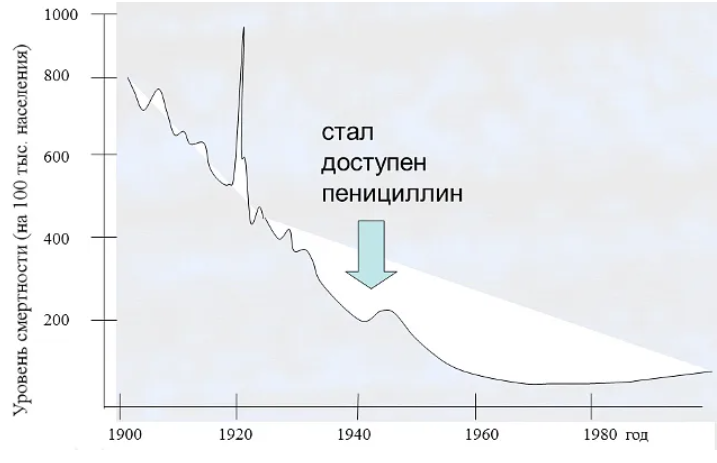 Уровень смертности (на 100 тыс. населения)
1000
800
600
400
200
стал
доступен
пенициллин
1900 1920 1940 1960 1980 год